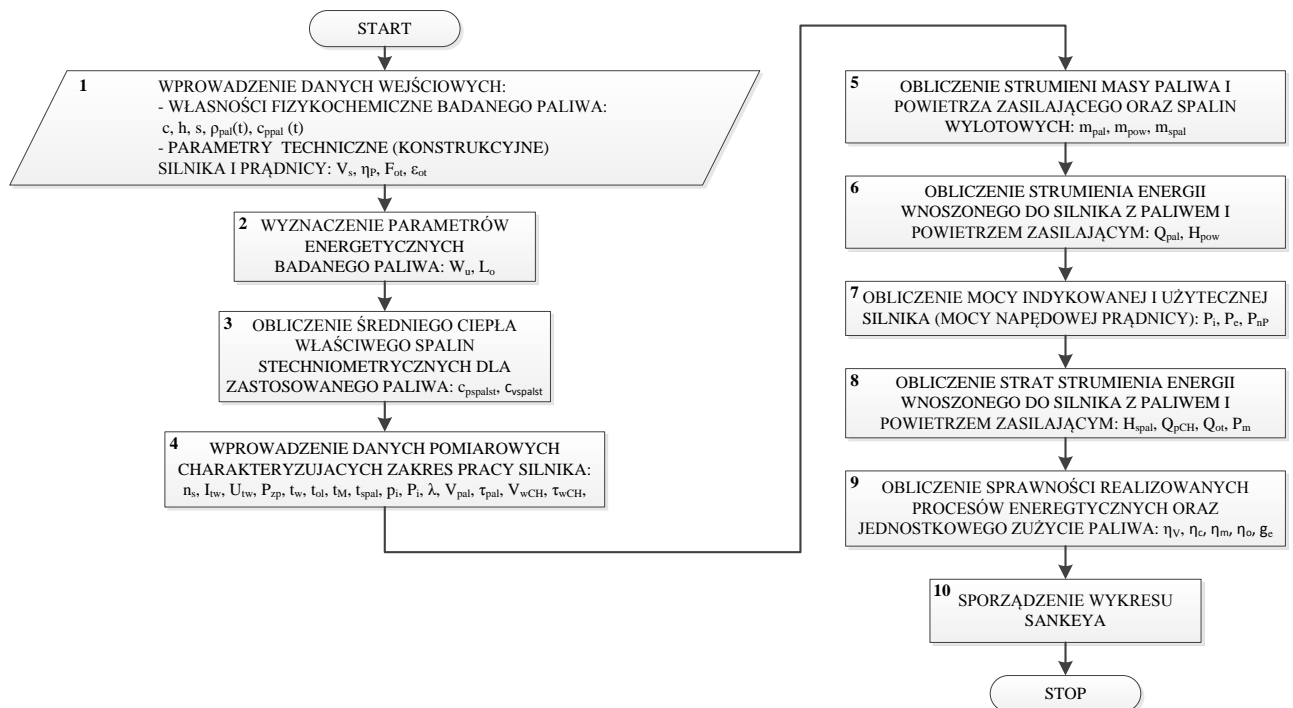 START
1
WPROWADZENIE DANYCH WEJŚCIOWYCH:
- WŁASNOŚCI FIZYKOCHEMICZNE BADANEGO PALIWA:
c, h, s, ρpal(t), cppal (t)
- PARAMETRY TECHNICZNE (KONSTRUKCYJNE)
SILNIKA I PRĄDNICY: Vs, ηP, Fot, εot
2
WYZNACZENIE PARAMETRÓW
ENERGETYCZNYCH
BADANEGO PALIWA: Wu, Lo
3
OBLICZENIE ŚREDNIEGO CIEPŁA
WŁAŚCIWEGO SPALIN
STECHNIOMETRYCZNYCH DLA
ZASTOSOWANEGO PALIWA: cpspalst, cvspalst
4
WPROWADZENIE DANYCH POMIAROWYCH
CHARAKTERYZUJACYCH ZAKRES PRACY SILNIKA:
ns, Itw, Utw, Pzp, tw, tol, tM, tspal, pi, Pi, λ, Vpal, τpal, VwCH, τwCH,
5
OBLICZENIE STRUMIENI MASY PALIWA I
POWIETRZA ZASILAJĄCEGO ORAZ SPALIN
WYLOTOWYCH: mpal, mpow, mspal
6
OBLICZENIE STRUMIENIA ENERGII
WNOSZONEGO DO SILNIKA Z PALIWEM I
POWIETRZEM ZASILAJĄCYM: Qpal, Hpow
7
OBLICZENIE MOCY INDYKOWANEJ I UŻYTECZNEJ
SILNIKA (MOCY NAPĘDOWEJ PRĄDNICY): Pi, Pe, PnP
8
OBLICZENIE STRAT STRUMIENIA ENERGII
WNOSZONEGO DO SILNIKA Z PALIWEM I
POWIETRZEM ZASILAJĄCYM: Hspal, QpCH, Qot, Pm
9
OBLICZENIE SPRAWNOŚCI REALIZOWANYCH
PROCESÓW ENEREGTYCZNYCH ORAZ
JEDNOSTKOWEGO ZUŻYCIE PALIWA: ηV, ηc, ηm, ηo, ge
10
SPORZĄDZENIE WYKRESU
SANKEYA
STOP